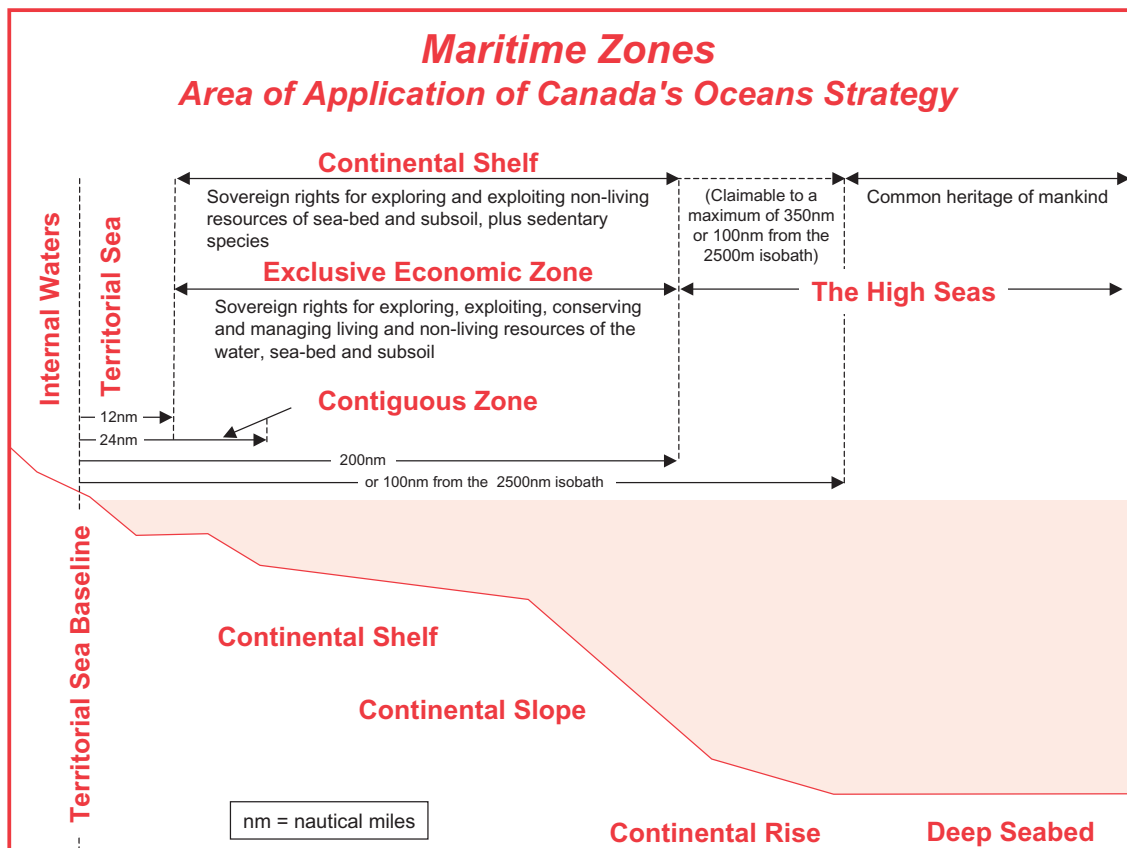 Maritime Zones
Area of Application of Canada's Oceans Strategy
Internal Waters
Territorial Sea
Continental Shelf
Sovereign rights for exploring and exploiting non-living
resources of sea-bed and subsoil, plus sedentary
species
(Claimable to a
maximum of 350nm
or 100nm from the
2500m isobath)
Common heritage of mankind
Exclusive Economic Zone
Sovereign rights for exploring, exploiting, conserving
and managing living and non-living resources of the
water, sea-bed and subsoil
The High Seas
Contiguous Zone
12nm
24nm
200nm
or 100nm from the 2500nm isobath
Territorial Sea Baseline
Continental Shelf
Continental Slope
nm = nautical miles
Continental Rise
Deep Seabed